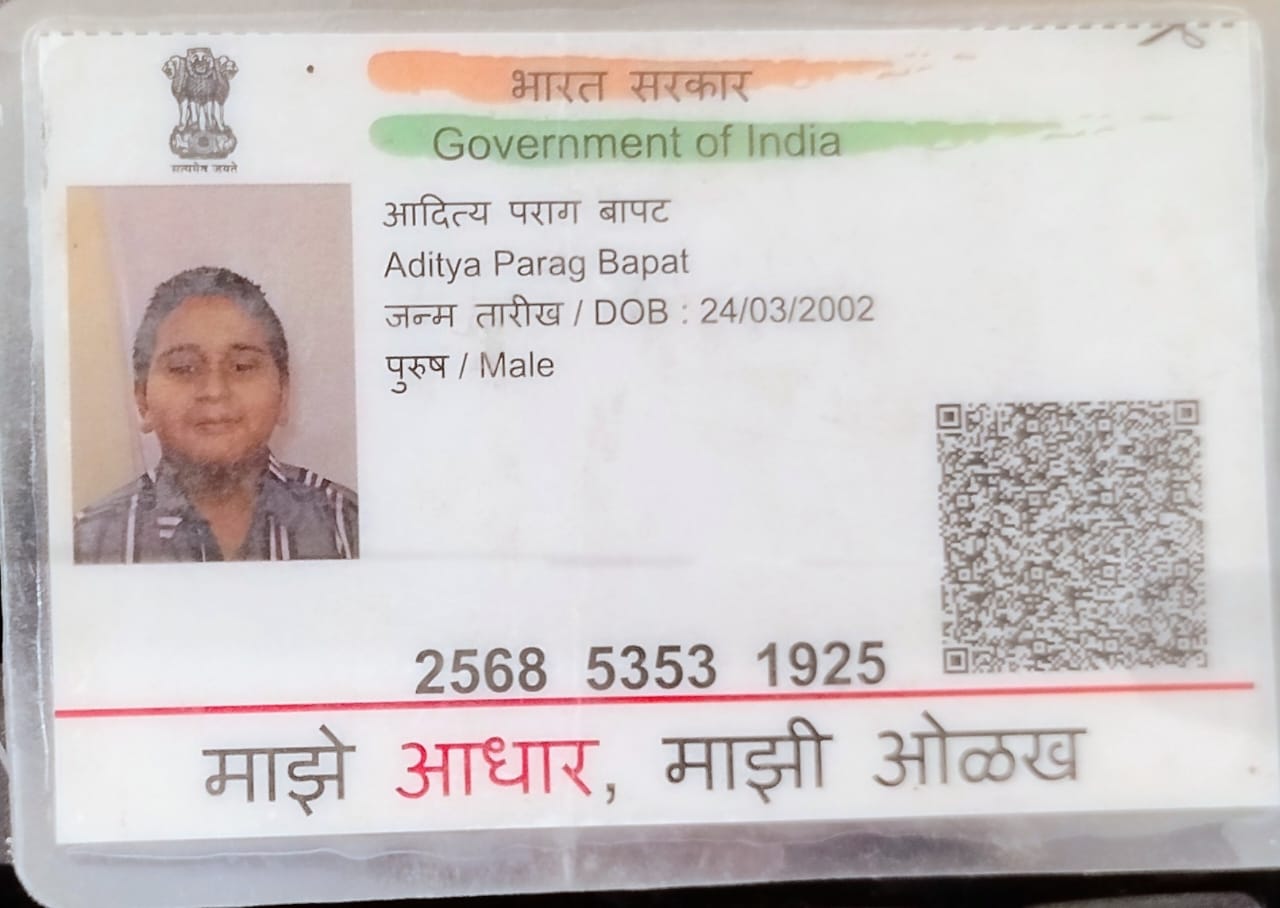 भारत सरकार
Government of India
सत्यमेव जयते
आदित्य पराग बापट
Aditya Parag Bapat
जन्म तारीख / DOB : 24/03/2002
पुरुष / Male
2568 5353 1925
माझे आधार, माझी ओळख